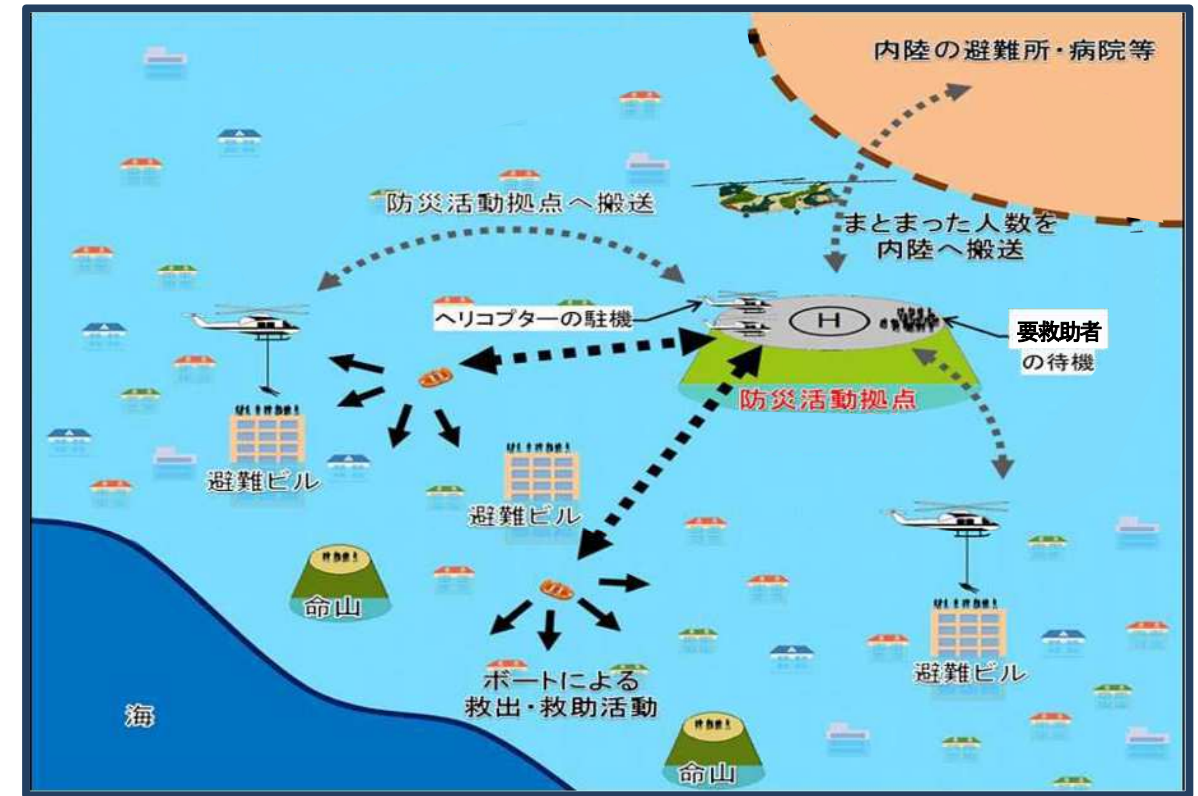 内陸の避難所・病院等
防災活動拠点へ搬送
まとまった人数を
内陸へ搬送
ヘリコプターの駐機
H
要救助者
の待機
防災活動拠点
避難ビル
避難ビル
命山
避難ビル
ボートによる
救出・救助活動
海
命山